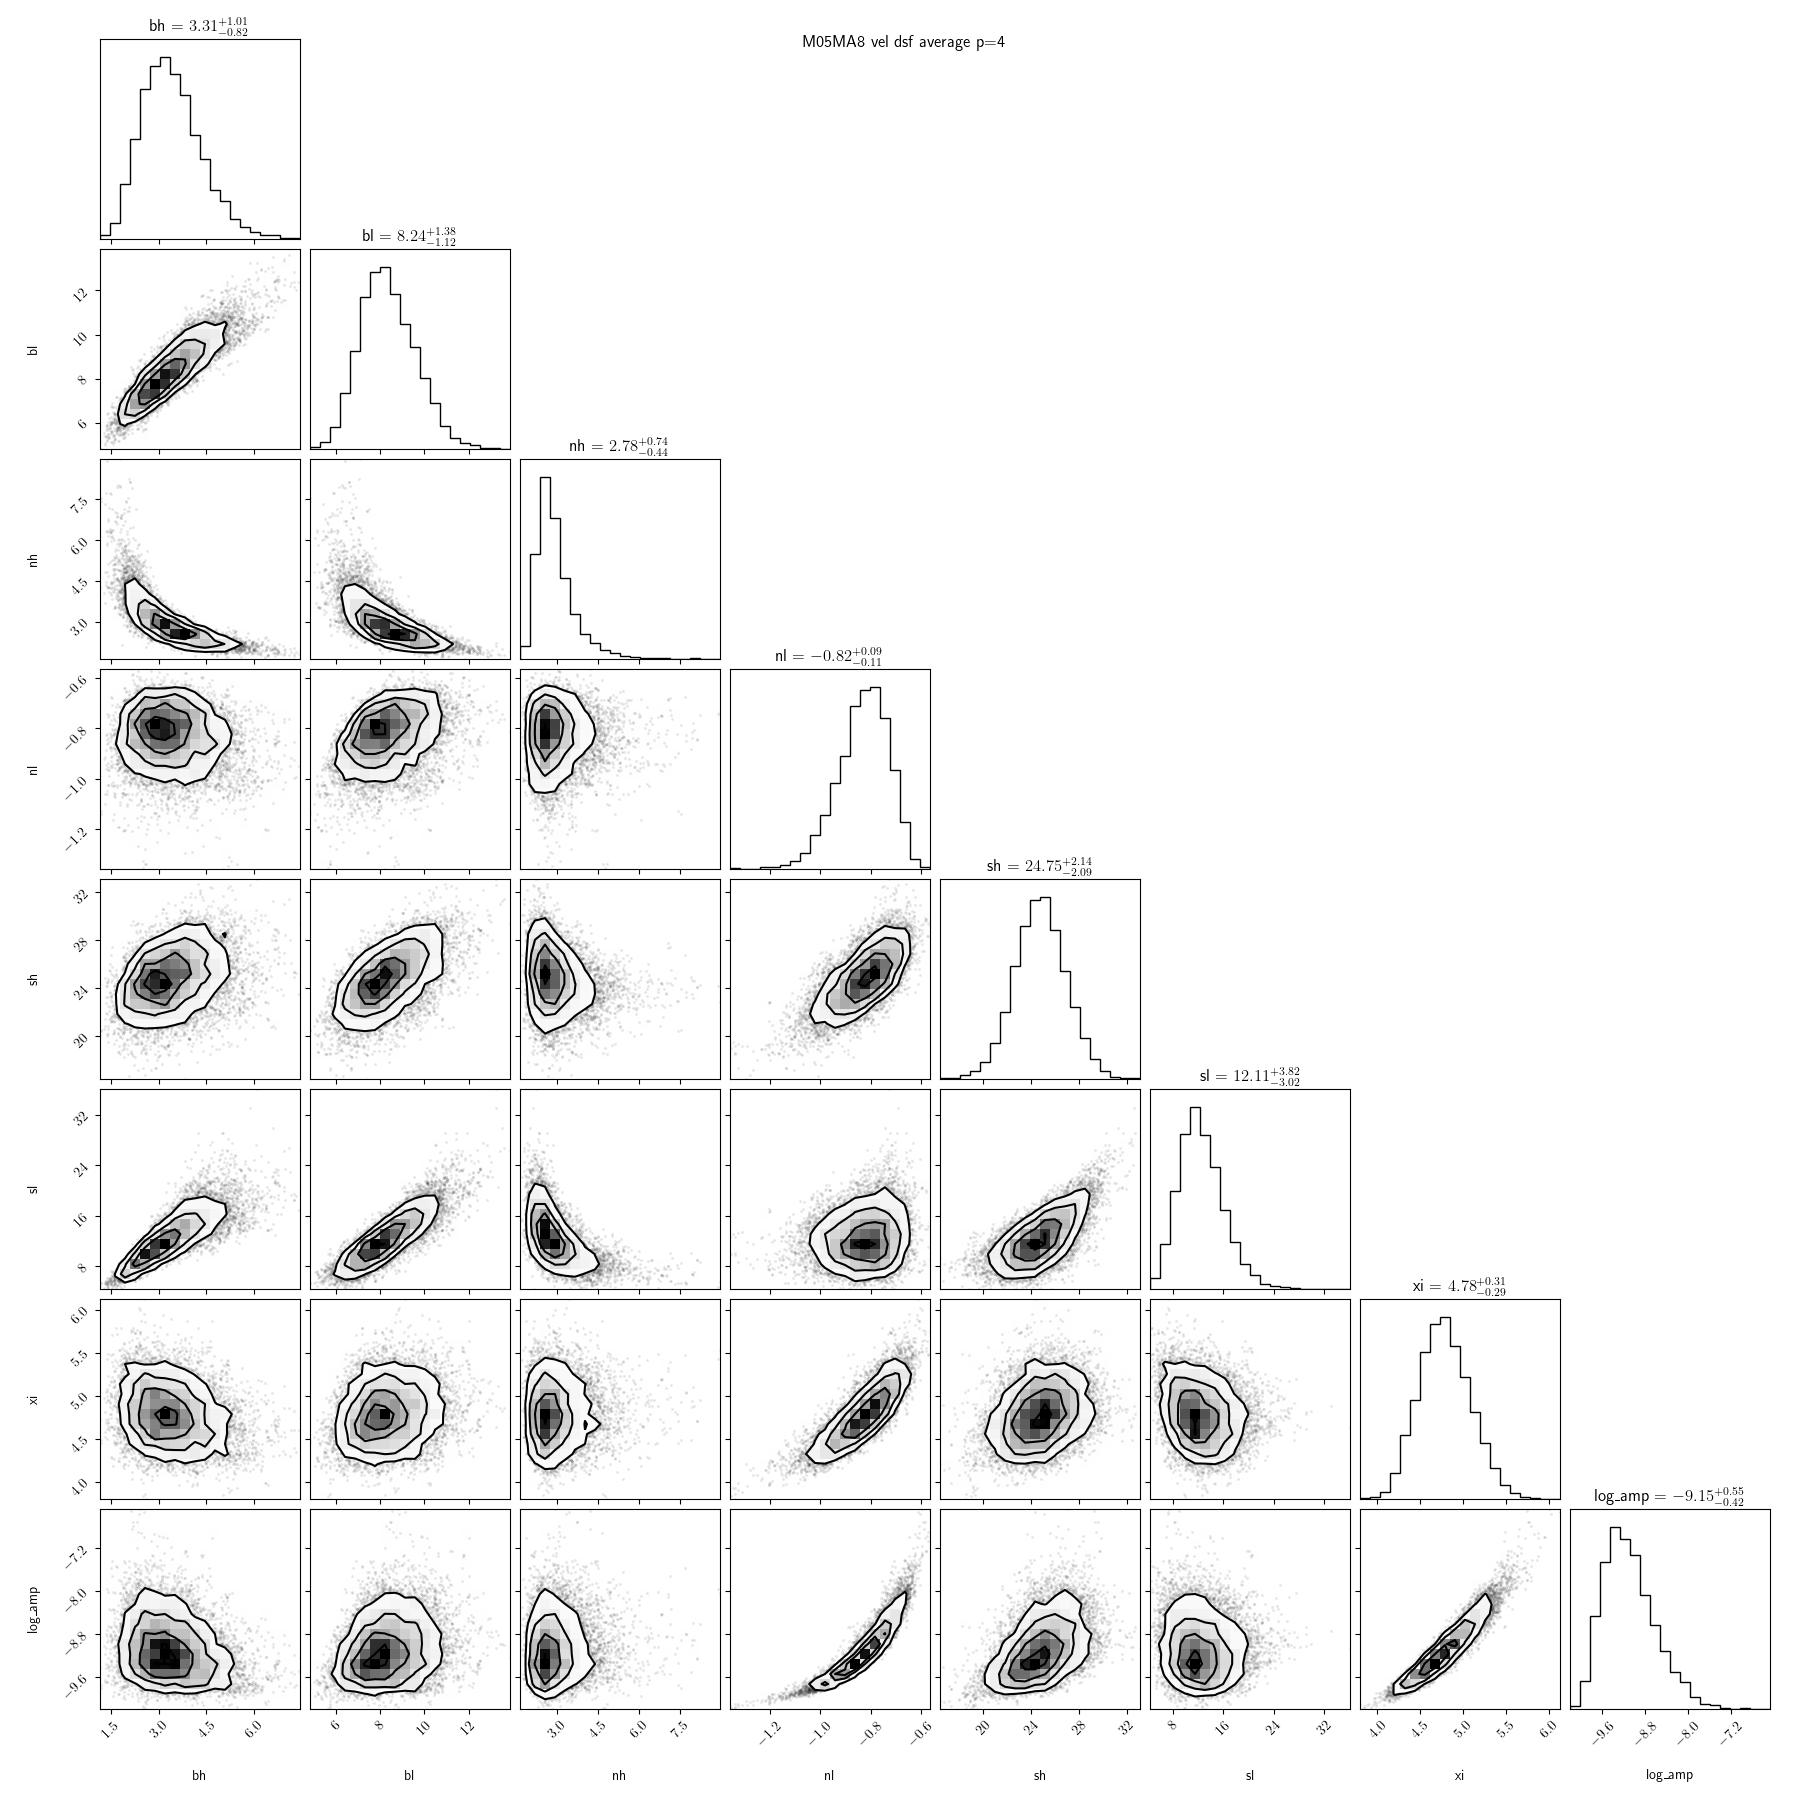 bh = 3.31+1.01−0.82
M05MA8 vel dsf average p=4
bl = 8.24+1.38−1.12
bl
12
10
8
6
nh = 2.78+0.74−0.44
nh
7.5
6.0
4.5
3.0
nl = −0.82+0.09−0.11
nl
−0.6
−0.8
−1.0
−1.2
sh = 24.75+2.14−2.09
sh
32
28
24
20
sl = 12.11+3.82−3.02
sl
32
24
16
8
xi = 4.78+0.31−0.29
xi
6.0
5.5
5.0
4.5
4.0
log_amp = −9.15+0.55−0.42
log_amp
−7.2
−8.0
−8.8
−9.6
1.5 3.0 4.5 6.0 6 8 10 12 3.0 4.5 6.0 7.5 −1.2 −1.0 −0.8 −0.6 20 24 28 32 8 16 24 32 4.0 4.5 5.0 5.5 6.0 −9.6 −8.8 −8.0 −7.2
bh bl nh nl sh sl xi log_amp